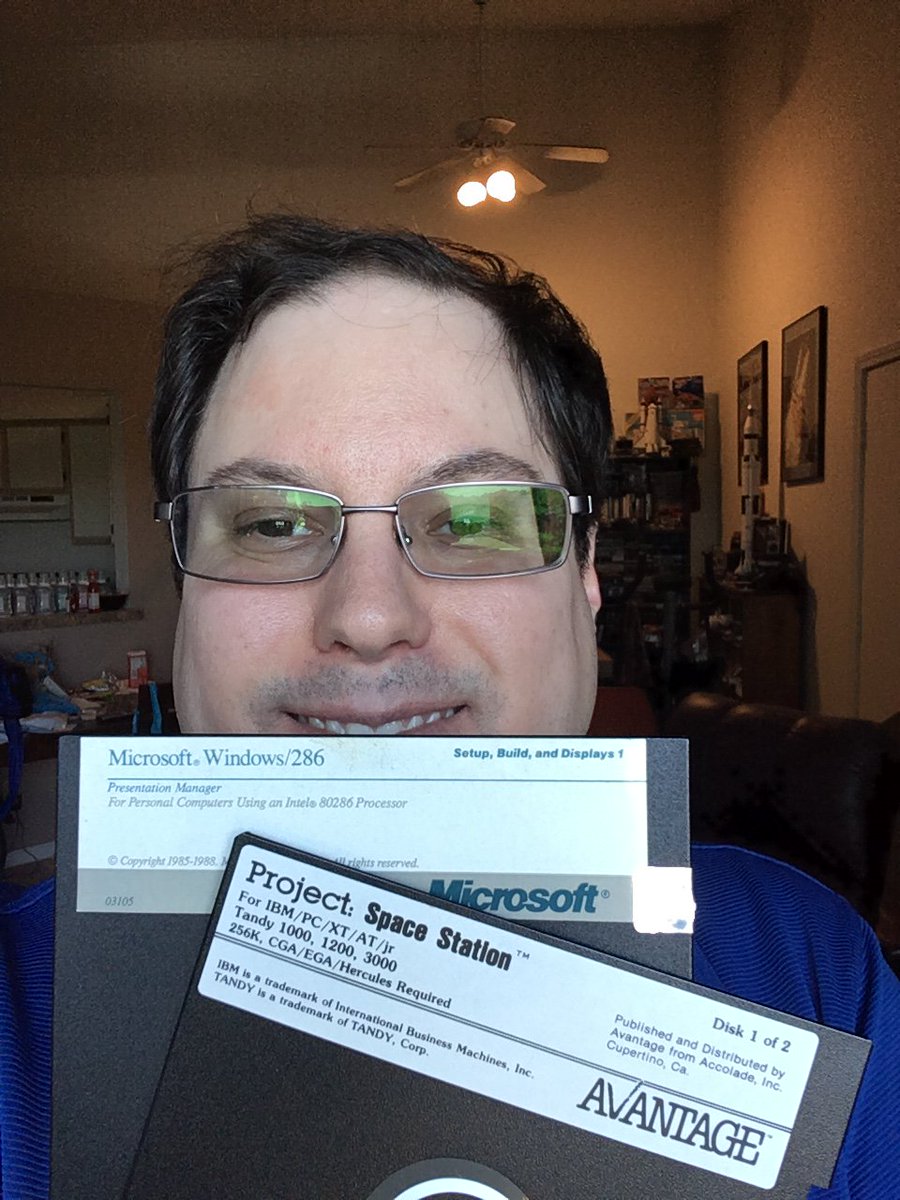 Microsoft® Windows/286
Setup, Build, and Displays 1
Presentation Manager
For Personal Computers Using an Intel® 80286 Processor
© Copyright 1985-1988. M
All rights reserved.
03105
Microsoft®
Project: Space Station™
For IBM/PC/XT/AT/jr
Tandy 1000, 1200, 3000
256K, CGA/EGA/Hercules Required
IBM is a trademark of International Business Machines, Inc.
TANDY is a trademark of TANDY, Corp.
Disk 1 of 2
Published and Distributed by
Avantage from Accolade, Inc.
Cupertino, Ca.
AVANTAGE™